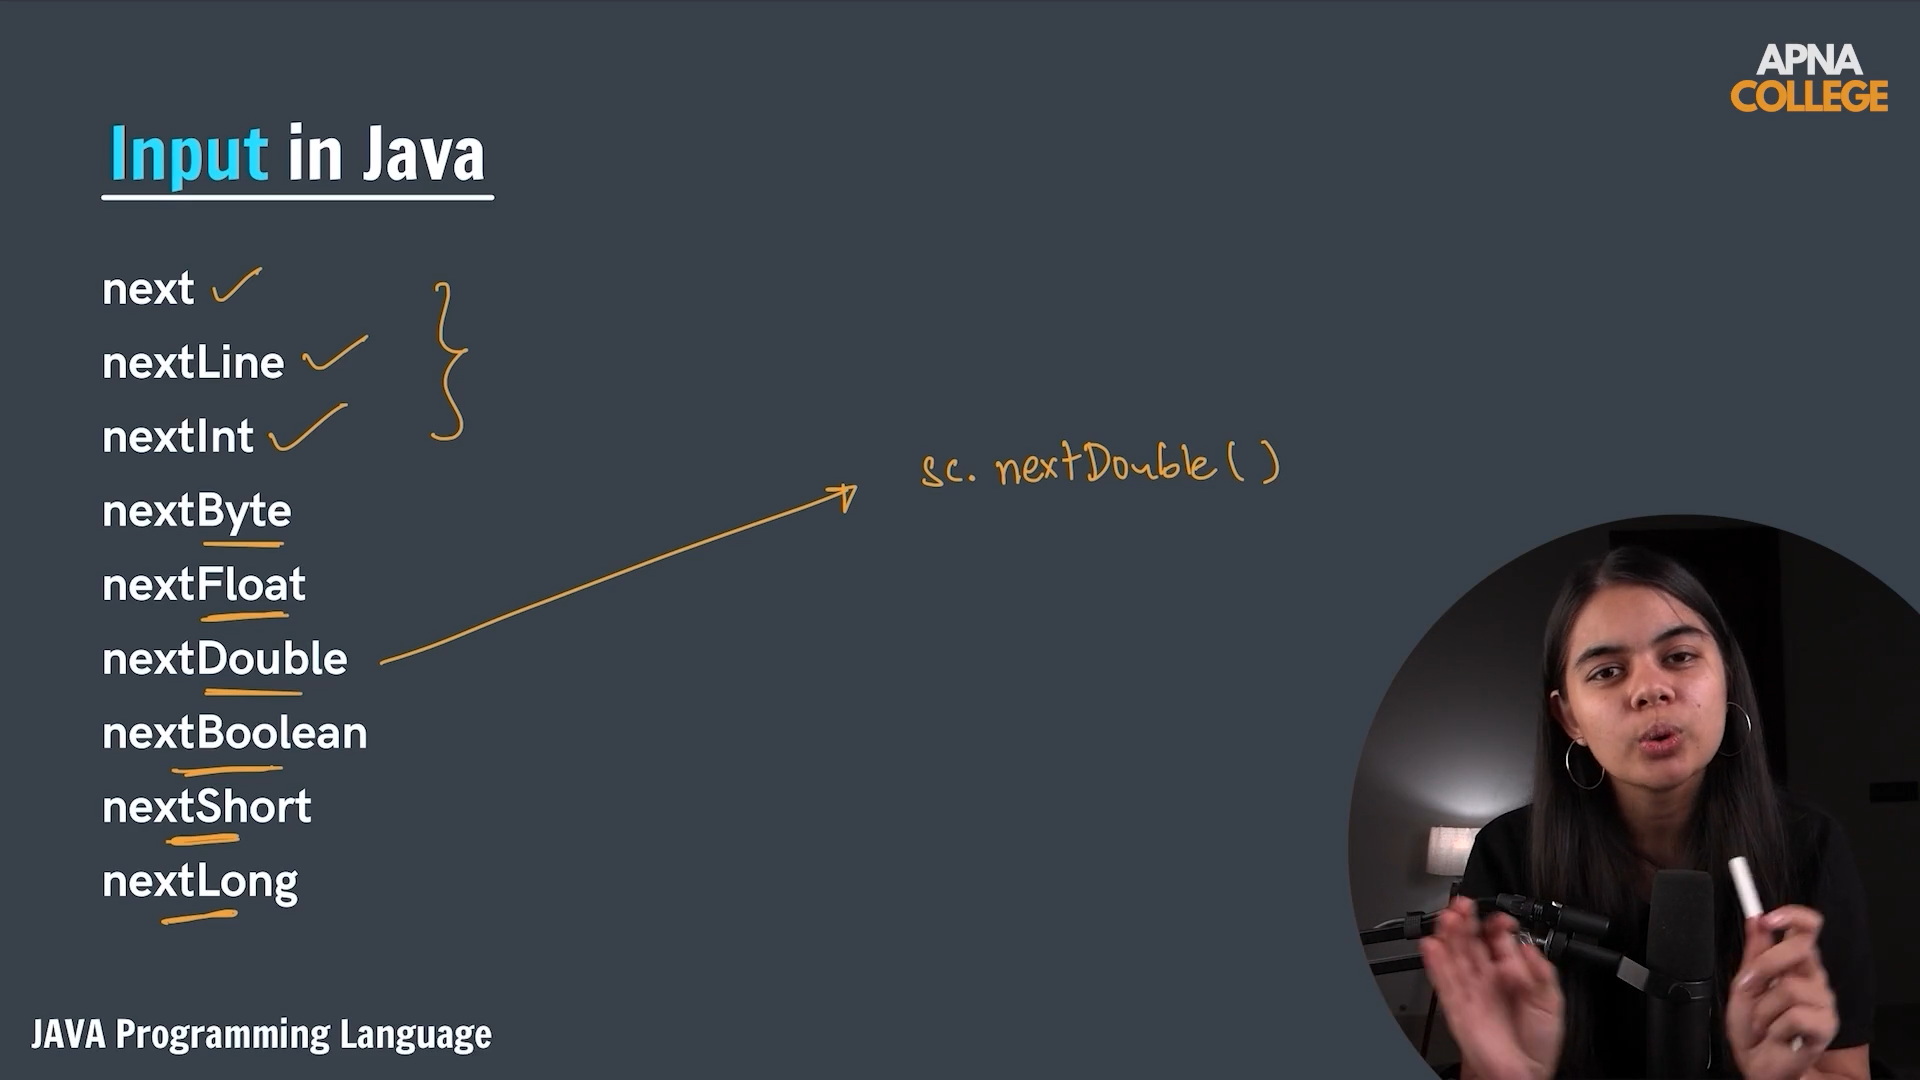 APNA
COLLEGE
Input in Java
next
nextLine
nextInt
nextByte
nextFloat
nextDouble
nextBoolean
nextShort
nextLong
sc. nextDouble( )
JAVA Programming Language